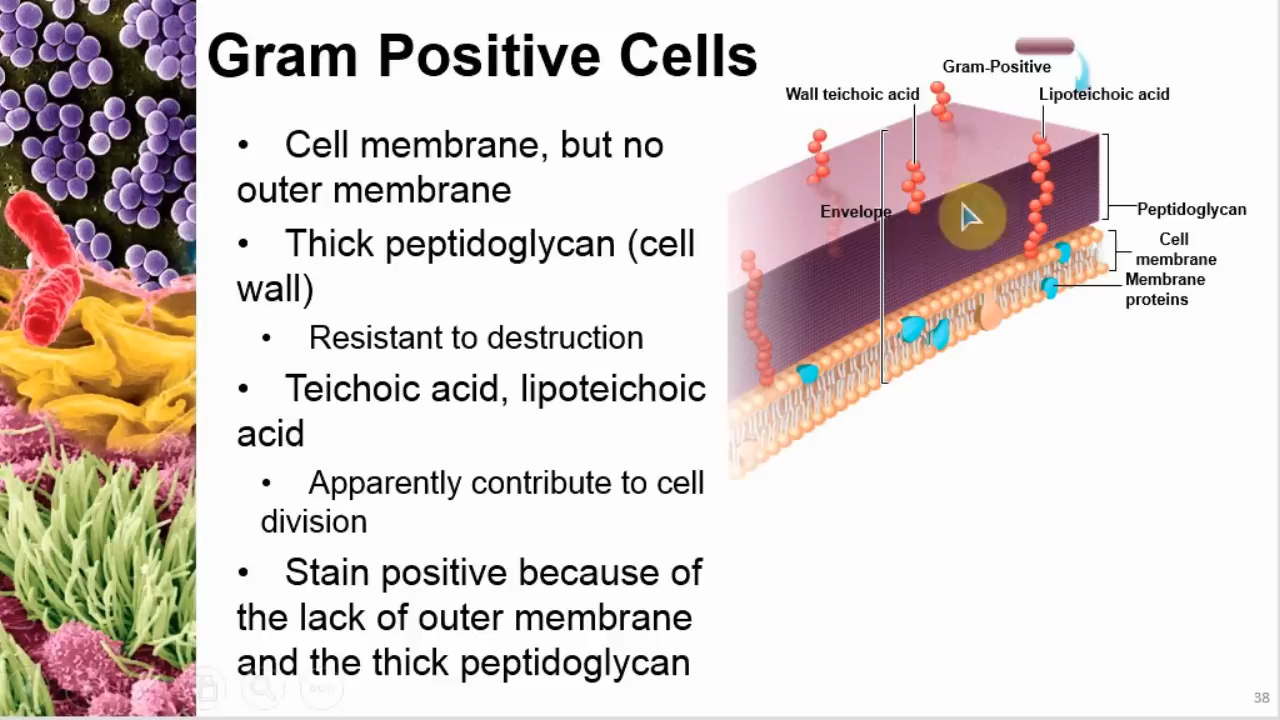 Gram Positive Cells
• Cell membrane, but no
outer membrane
• Thick peptidoglycan (cell
wall)
• Resistant to destruction
• Teichoic acid, lipoteichoic
acid
• Apparently contribute to cell
division
• Stain positive because of
the lack of outer membrane
and the thick peptidoglycan
Gram-Positive
Wall teichoic acid
Lipoteichoic acid
Envelope
Peptidoglycan
Cell
membrane
Membrane
proteins
38